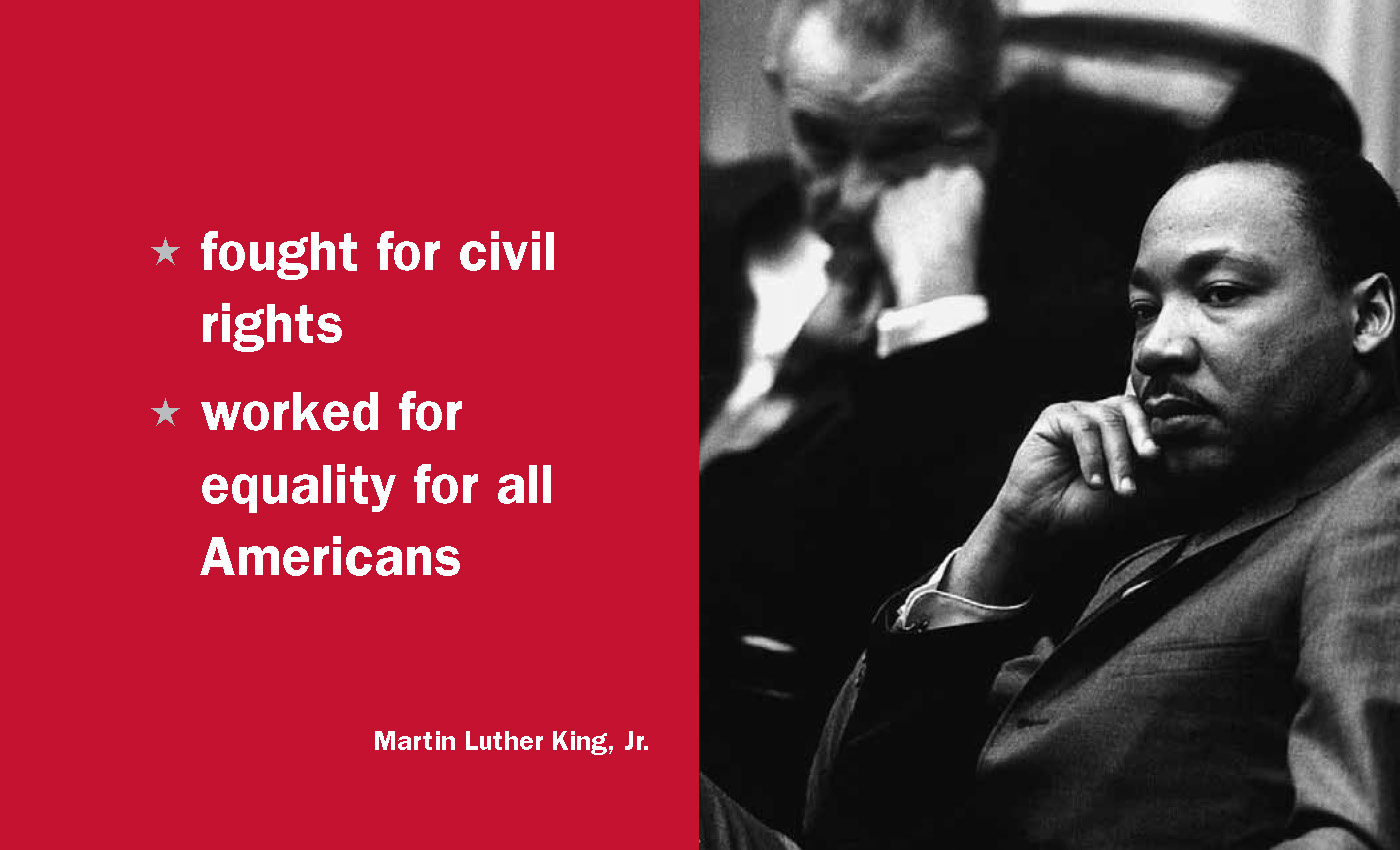 ★ fought for civil
rights
★ worked for
equality for all
Americans
Martin Luther King, Jr.